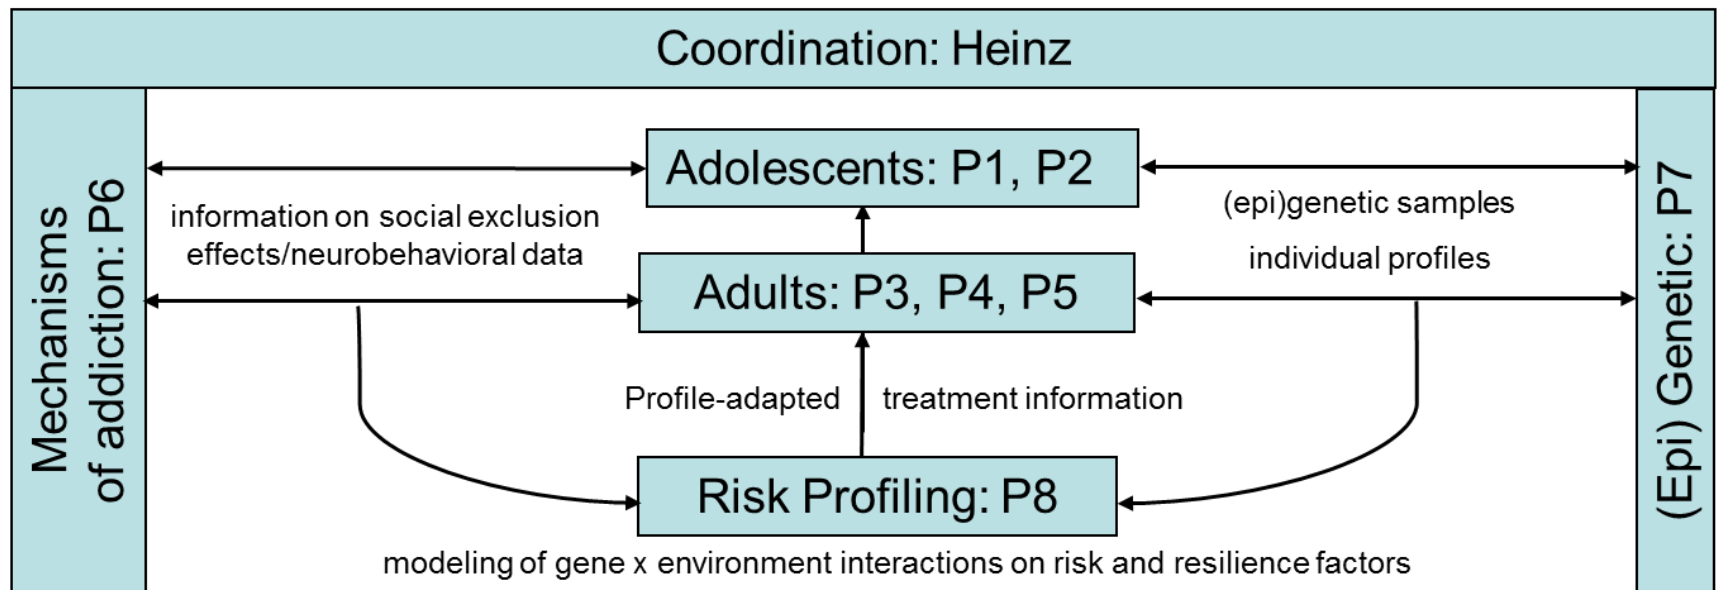 Coordination: Heinz
Mechanisms
of addiction: P6
Adolescents: P1, P2
information on social exclusion
effects/neurobehavioral data
(epi)genetic samples
individual profiles
Adults: P3, P4, P5
Profile-adapted treatment information
Risk Profiling: P8
modeling of gene x environment interactions on risk and resilience factors
(Epi) Genetic: P7